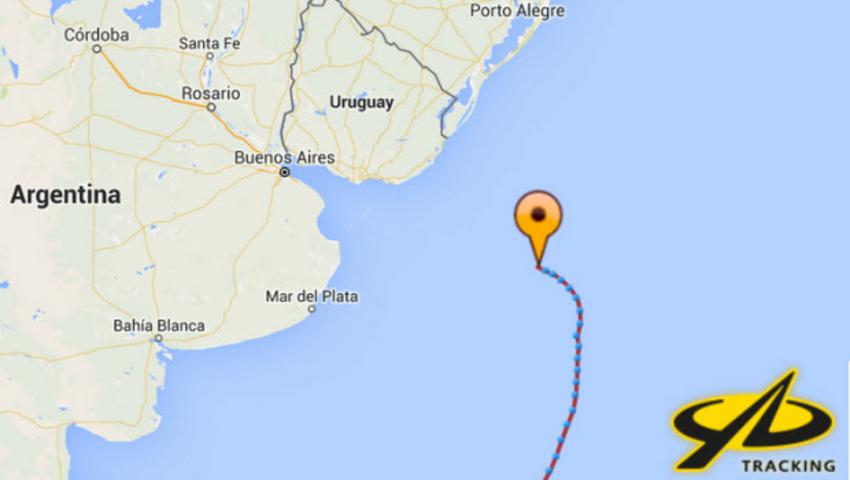 Porto Alegre
Córdoba
Santa Fe
Rosario
Uruguay
Buenos Aires
Argentina
Mar del Plata
Bahía Blanca
TRACKING